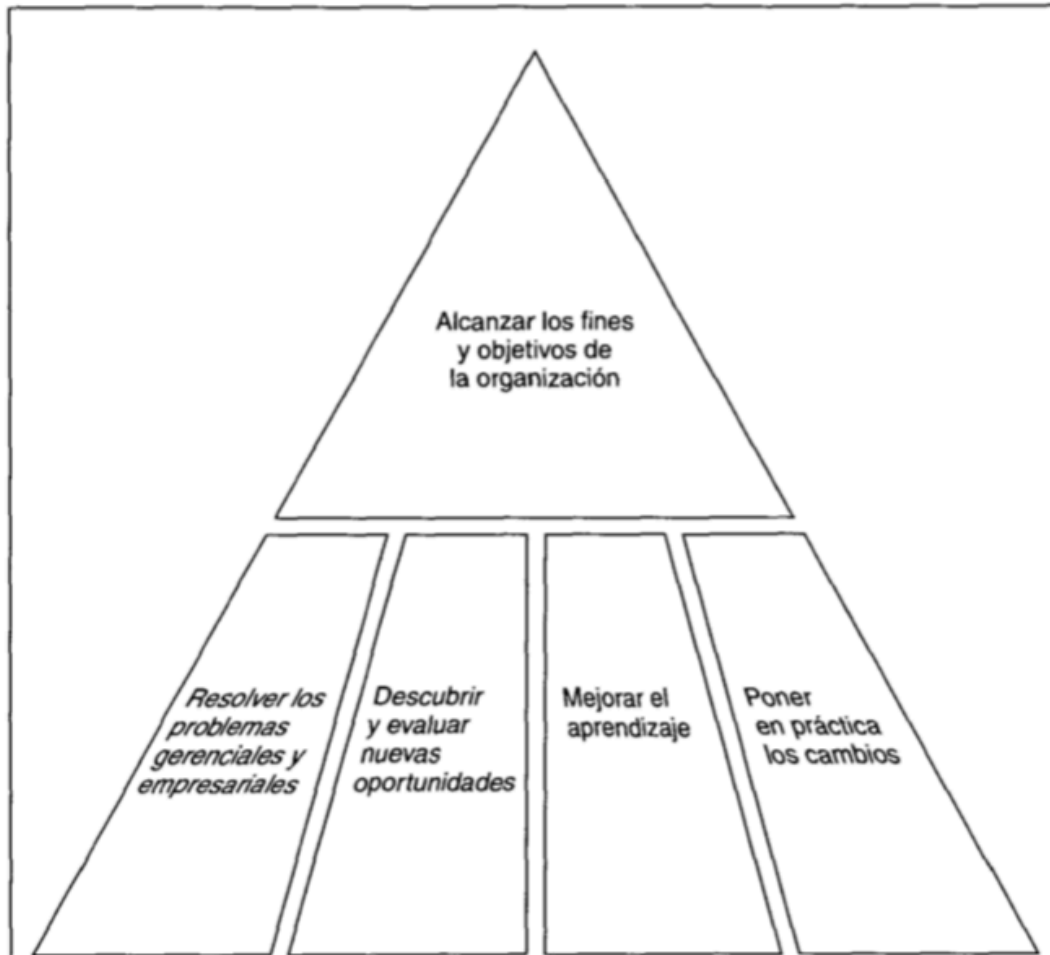 Alcanzar los fines
y objetivos de
la organización
Resolver los
problemas
gerenciales y
empresariales
Descubrir
y evaluar
nuevas
oportunidades
Mejorar el
aprendizaje
Poner
en práctica
los cambios